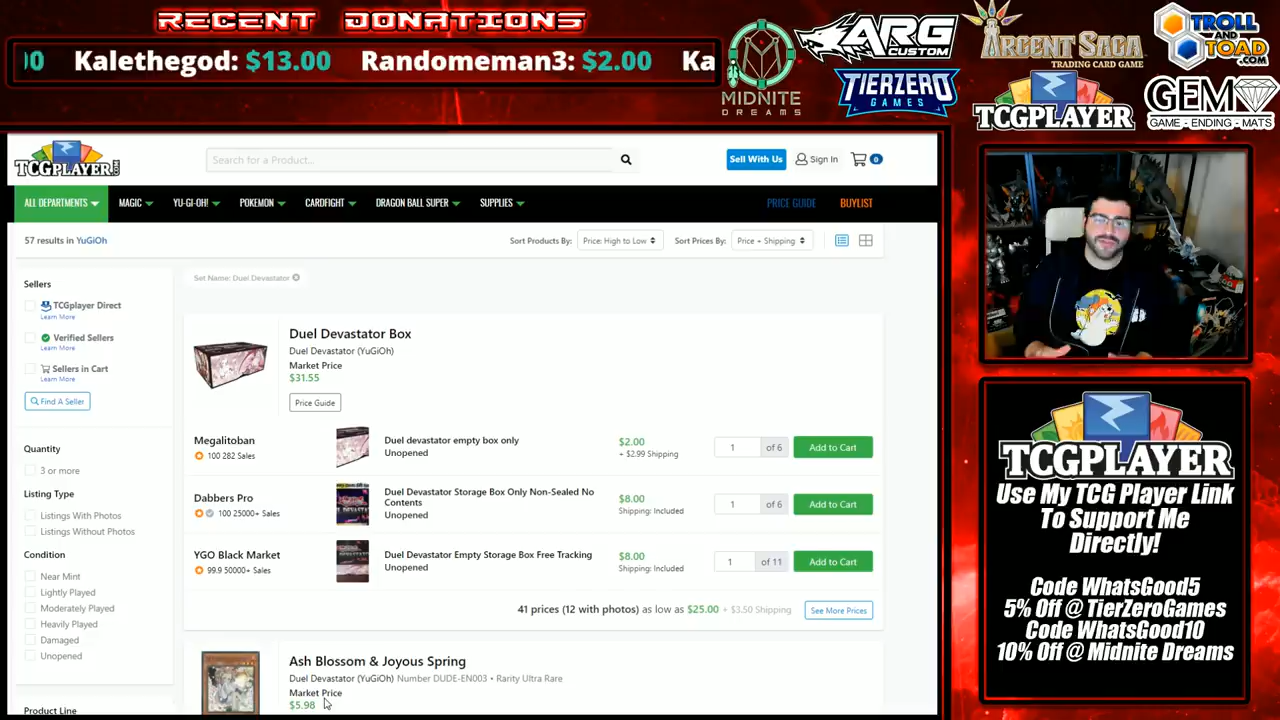 RECENT DONATIONS
00 Kalethegod: $13.00 Randomeman3: $2.00 Ka
MIDNITE
DREAMS
ARG
CUSTOM
TIERZERO
GAMES
ARGENT SAGA
TRADING CARD GAME
TCGPLAYER
TROLL
AND
TOAD
.COM
GEM
GAME - ENDING - MATS
TCGPLAYER
Search for a Product...
Sell With Us
Sign In
0
ALL DEPARTMENTS
MAGIC
YU-GI-OH!
POKEMON
CARDFIGHT
DRAGON BALL SUPER
SUPPLIES
PRICE GUIDE
BUYLIST
57 results in YuGiOh
Sort Products By: Price: High to Low
Sort Prices By: Price + Shipping
Set Name: Duel Devastator
Sellers
TCGplayer Direct
Learn More
Verified Sellers
Learn More
Sellers in Cart
Learn More
Find A Seller
Quantity
3 or more
Listing Type
Listings With Photos
Listings Without Photos
Condition
Near Mint
Lightly Played
Moderately Played
Heavily Played
Damaged
Unopened
Product Line
Duel Devastator Box
Duel Devastator (YuGiOh)
Market Price
$31.55
Price Guide
Megalitoban
100 282 Sales
Duel devastator empty box only
Unopened
$2.00
+ $2.99 Shipping
1 of 6
Add to Cart
Dabbers Pro
100 25000+ Sales
Duel Devastator Storage Box Only Non-Sealed No
Contents
Unopened
$8.00
Shipping: Included
1 of 6
Add to Cart
YGO Black Market
99.9 50000+ Sales
Duel Devastator Empty Storage Box Free Tracking
Unopened
$8.00
Shipping: Included
1 of 11
Add to Cart
41 prices (12 with photos) as low as $25.00 + $3.50 Shipping
See More Prices
Ash Blossom & Joyous Spring
Duel Devastator (YuGiOh) Number DUDE-EN003 • Rarity Ultra Rare
Market Price
$5.98
TCGPLAYER
Use My TCG Player Link
To Support Me
Directly!
Code WhatsGood5
5% Off @ TierZeroGames
Code WhatsGood10
10% Off @ Midnite Dreams